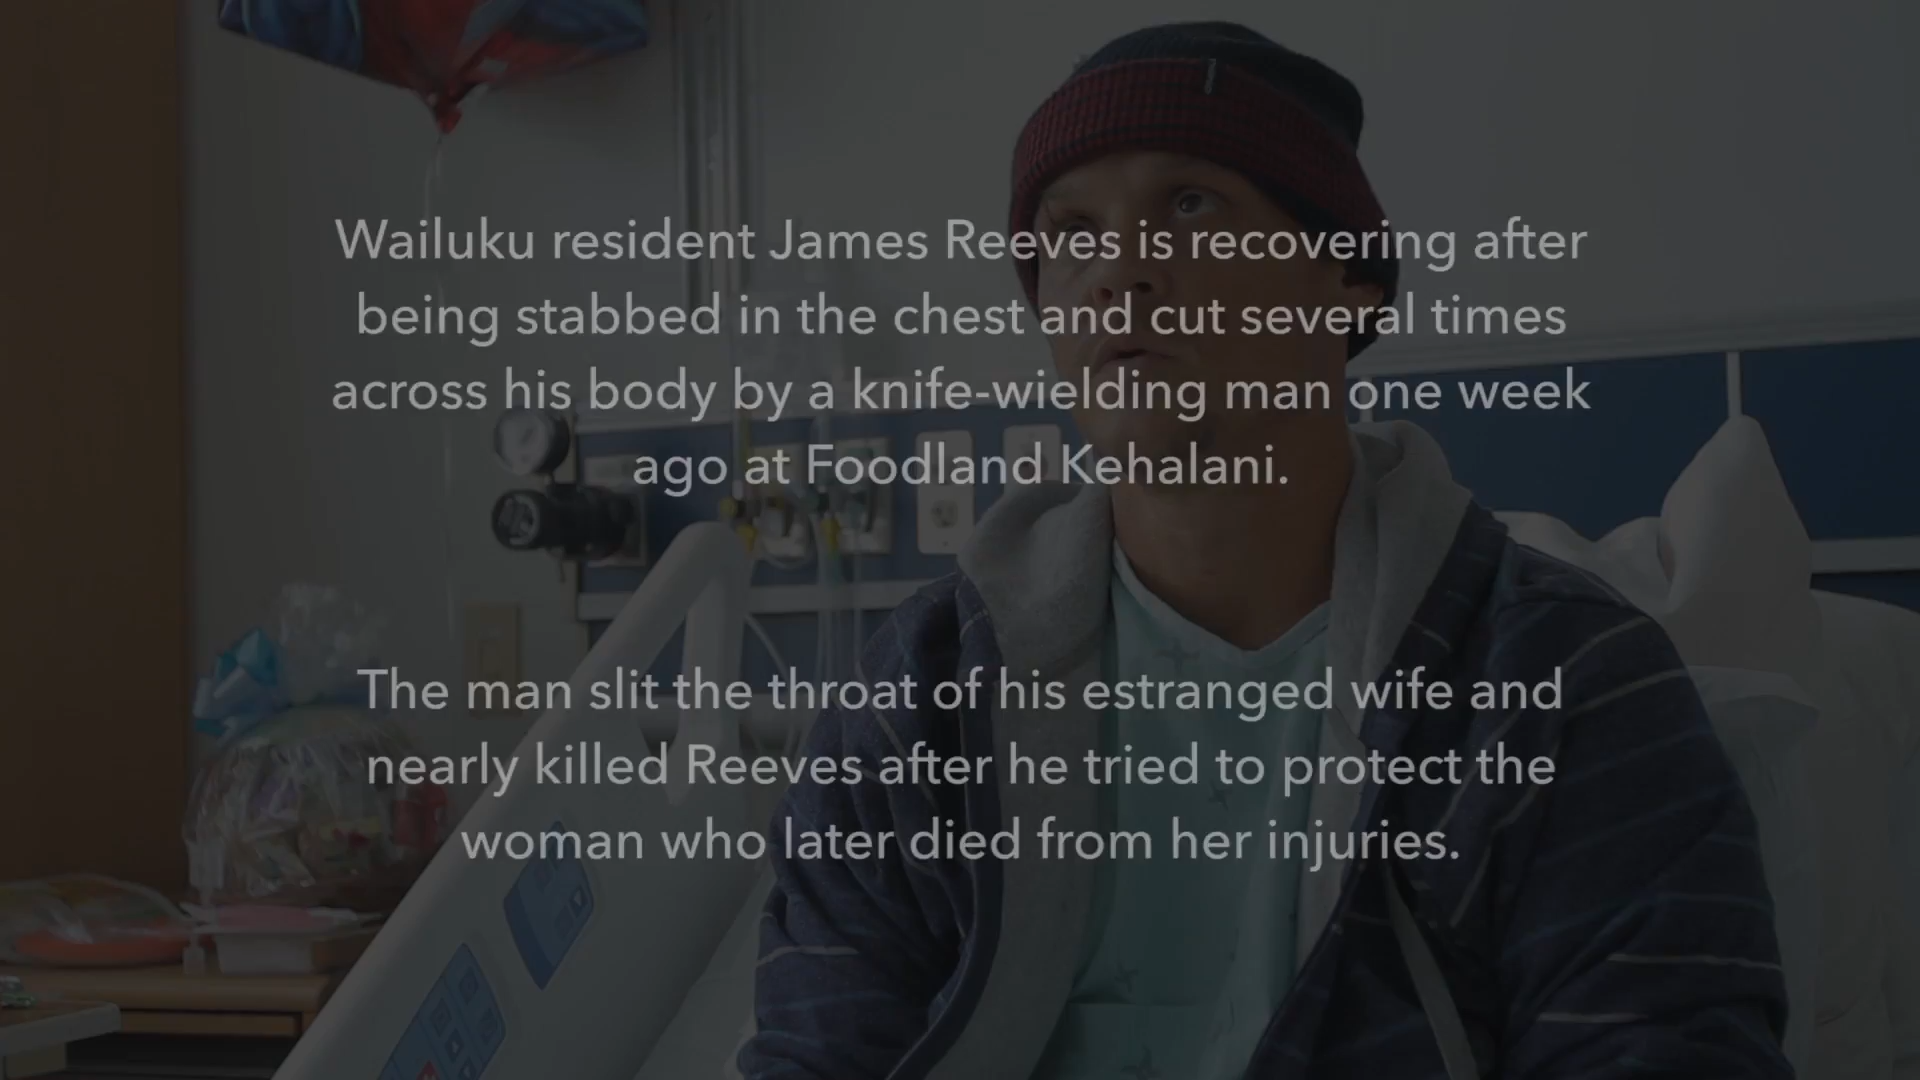 Wailuku resident James Reeves is recovering after
being stabbed in the chest and cut several times
across his body by a knife-wielding man one week
ago at Foodland Kehalani.
The man slit the throat of his estranged wife and
nearly killed Reeves after he tried to protect the
woman who later died from her injuries.